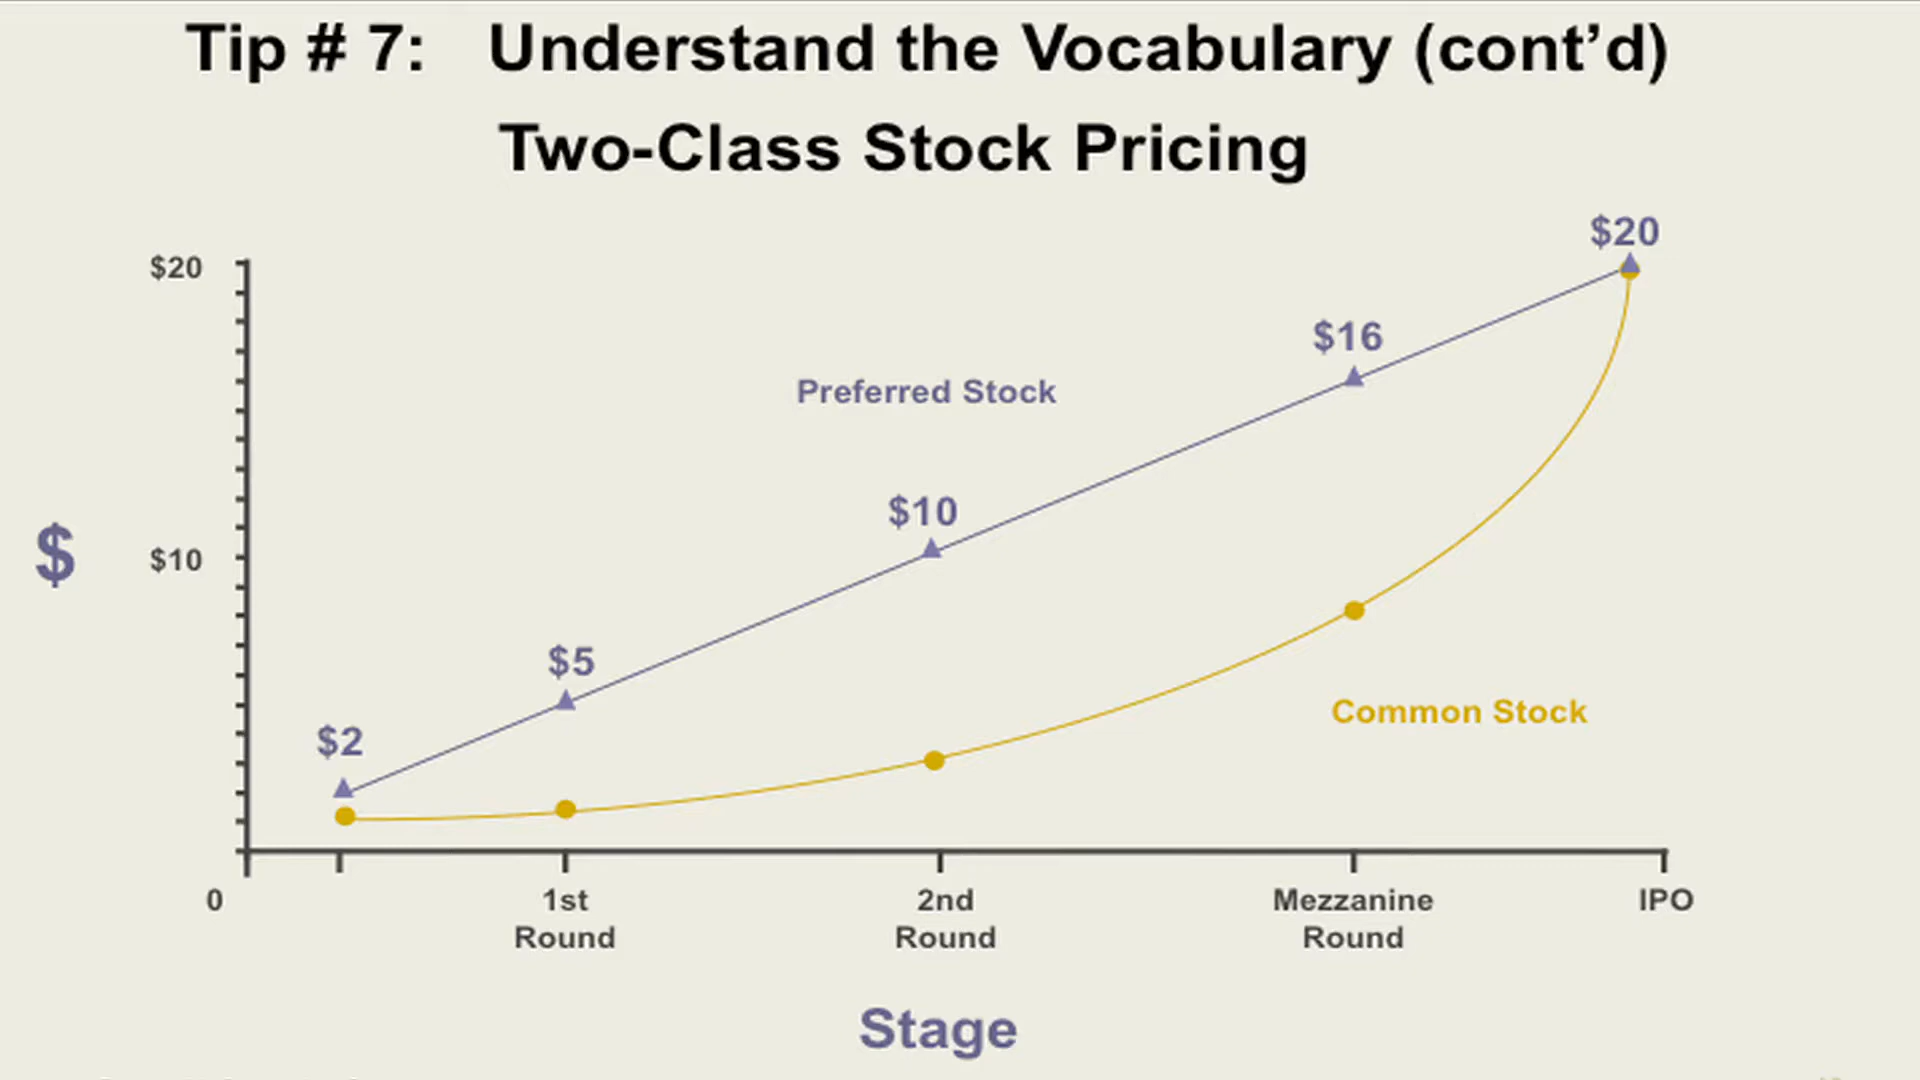 Tip # 7: Understand the Vocabulary (cont’d)
Two-Class Stock Pricing
$20
$20
$16
Preferred Stock
$10
$
$10
$5
Common Stock
$2
0
1st Round
2nd Round
Mezzanine Round
IPO
Stage